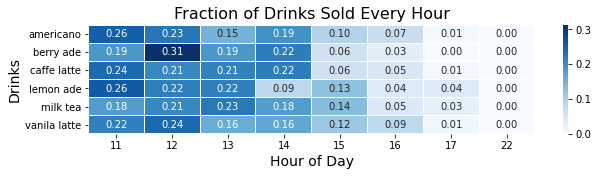 Fraction of Drinks Sold Every Hour
americano 0.26 0.23 0.15 0.19 0.10 0.07 0.01 0.00
berry ade 0.19 0.31 0.19 0.22 0.06 0.03 0.00 0.00
caffe latte 0.24 0.21 0.21 0.22 0.06 0.05 0.01 0.00
lemon ade 0.26 0.22 0.22 0.09 0.13 0.04 0.04 0.00
milk tea 0.18 0.21 0.23 0.18 0.14 0.05 0.03 0.00
vanila latte 0.22 0.24 0.16 0.16 0.12 0.09 0.01 0.00
11 12 13 14 15 16 17 22
Hour of Day
Drinks
0.3
0.2
0.1
0.0